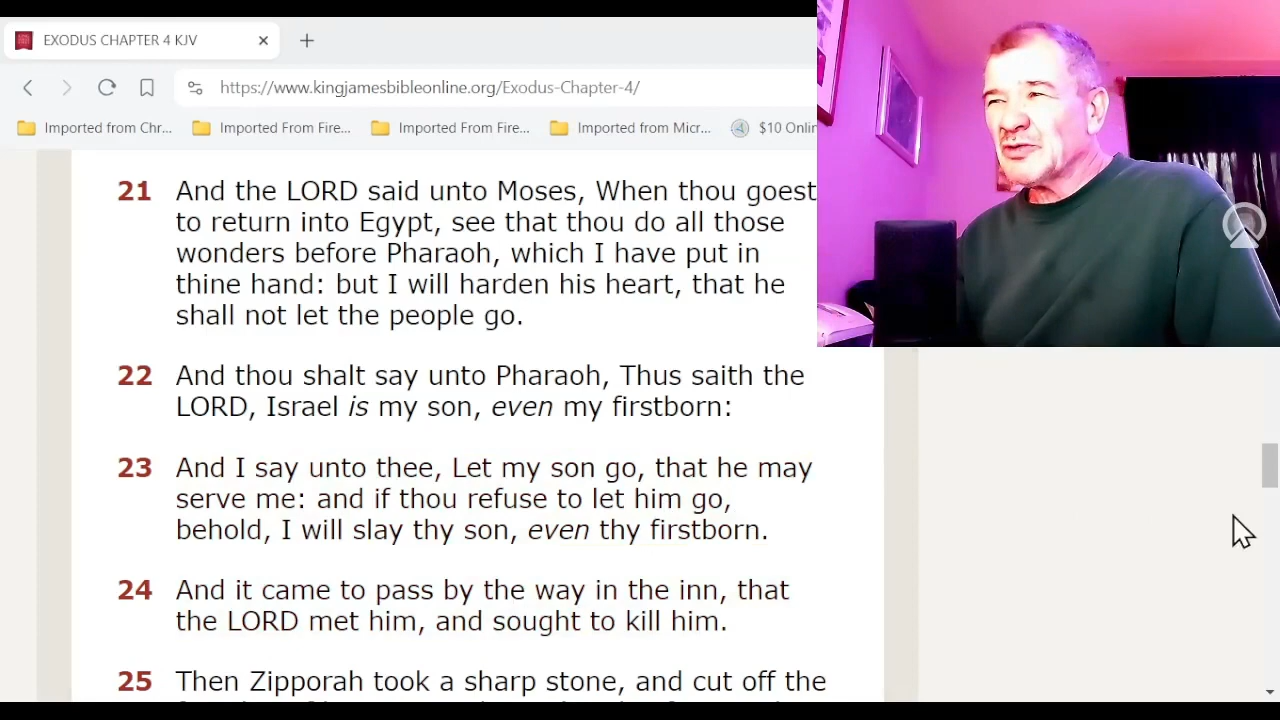 EXODUS CHAPTER 4 KJV
https://www.kingjamesbibleonline.org/Exodus-Chapter-4/
Imported from Chr... Imported From Fire... Imported From Fire... Imported from Micr... $10 Onlin
21 And the LORD said unto Moses, When thou goest
to return into Egypt, see that thou do all those
wonders before Pharaoh, which I have put in
thine hand: but I will harden his heart, that he
shall not let the people go.
22 And thou shalt say unto Pharaoh, Thus saith the
LORD, Israel is my son, even my firstborn:
23 And I say unto thee, Let my son go, that he may
serve me: and if thou refuse to let him go,
behold, I will slay thy son, even thy firstborn.
24 And it came to pass by the way in the inn, that
the LORD met him, and sought to kill him.
25 Then Zipporah took a sharp stone, and cut off the